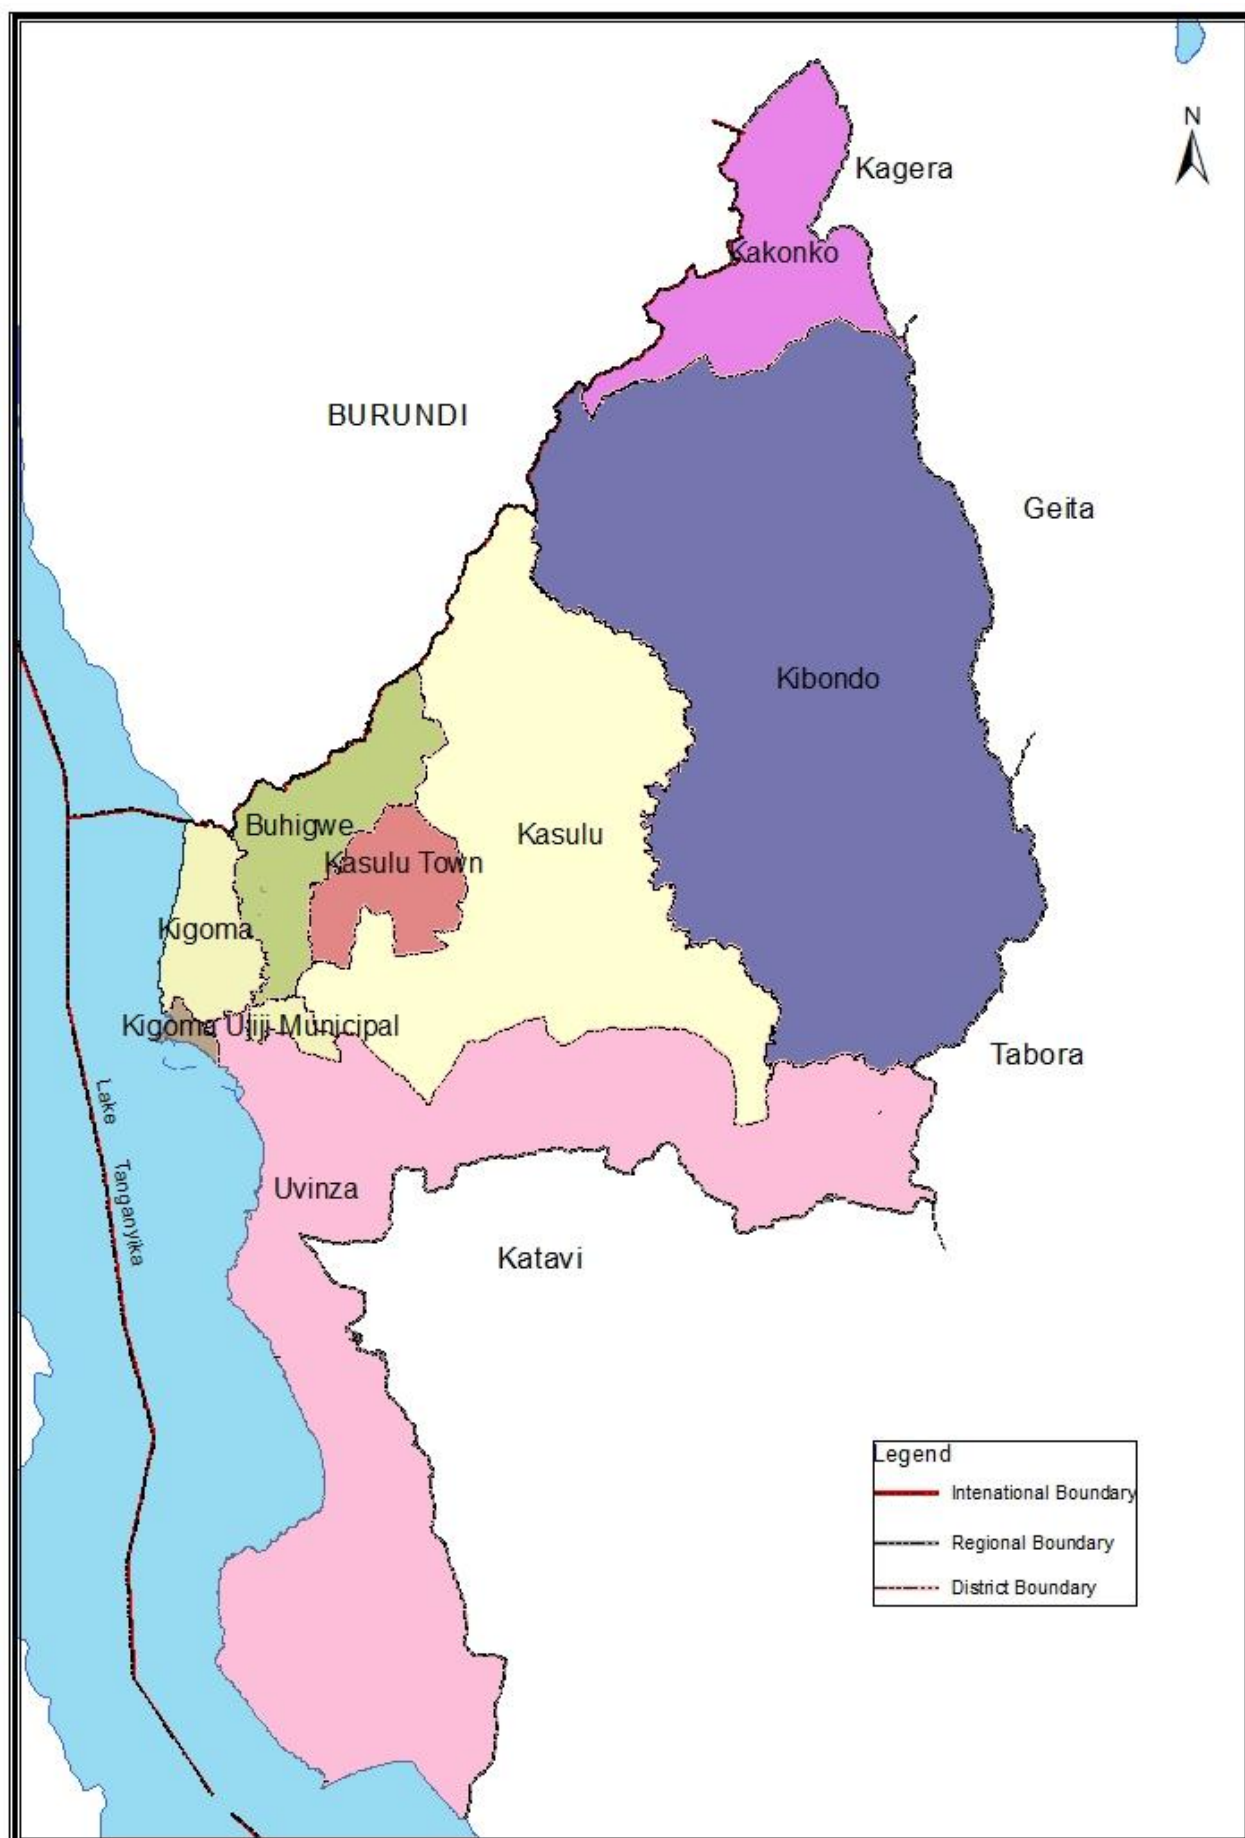 N
Kagera
Kakonko
BURUNDI
Geita
Kibondo
Buhigwe
Kasulu
Kasulu Town
Kigoma
Kigoma Ujiji Municipal
Tabora
Lake
Tanganyika
Uvinza
Katavi
Legend
Intenational Boundary
Regional Boundary
District Boundary